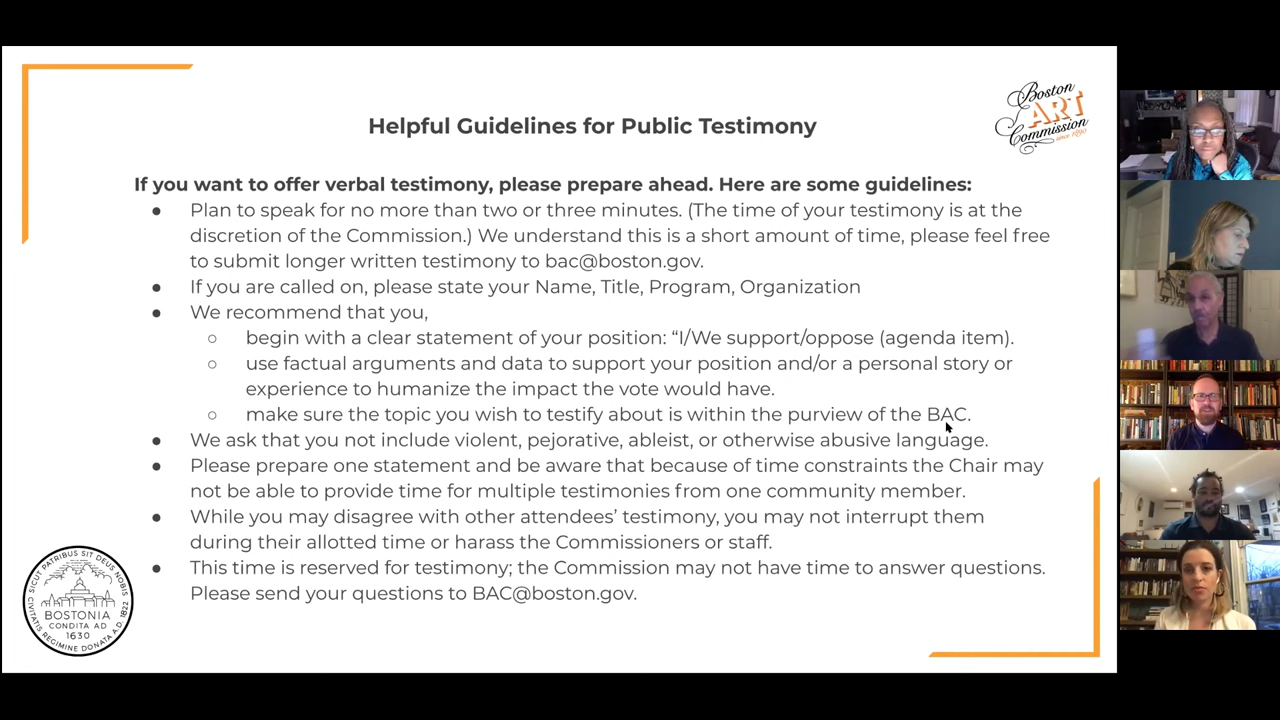 Boston
ART
Commission
since 1890
Helpful Guidelines for Public Testimony
If you want to offer verbal testimony, please prepare ahead. Here are some guidelines:
● Plan to speak for no more than two or three minutes. (The time of your testimony is at the
discretion of the Commission.) We understand this is a short amount of time, please feel free
to submit longer written testimony to bac@boston.gov.
● If you are called on, please state your Name, Title, Program, Organization
● We recommend that you,
○ begin with a clear statement of your position: “I/We support/oppose (agenda item).
○ use factual arguments and data to support your position and/or a personal story or
experience to humanize the impact the vote would have.
○ make sure the topic you wish to testify about is within the purview of the BAC.
● We ask that you not include violent, pejorative, ableist, or otherwise abusive language.
● Please prepare one statement and be aware that because of time constraints the Chair may
not be able to provide time for multiple testimonies from one community member.
● While you may disagree with other attendees’ testimony, you may not interrupt them
during their allotted time or harass the Commissioners or staff.
● This time is reserved for testimony; the Commission may not have time to answer questions.
Please send your questions to BAC@boston.gov.
SICUT PATRIBUS SIT DEUS NOBIS
CIVITATIS REGIMINE DONATA A.D. 1822
BOSTONIA
CONDITA AD
1630